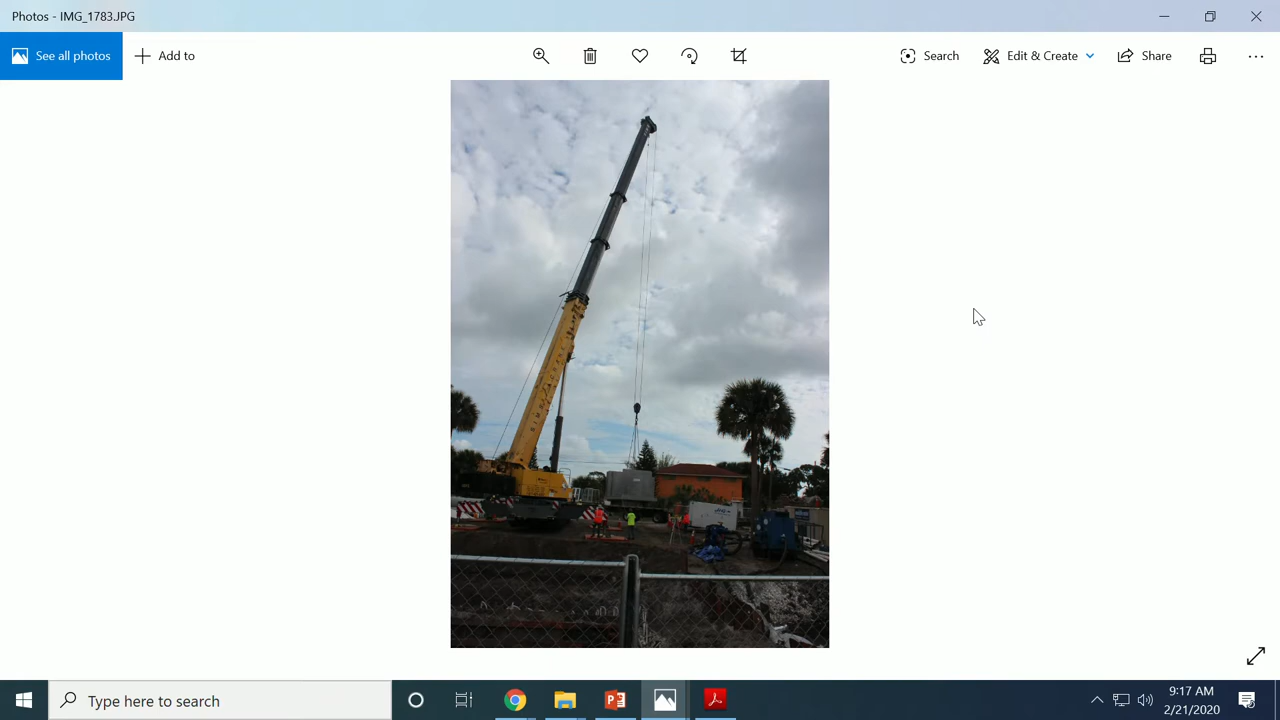 Photos - IMG_1783.JPG
See all photos
Add to
Search
Edit & Create
Share
Type here to search
9:17 AM
2/21/2020